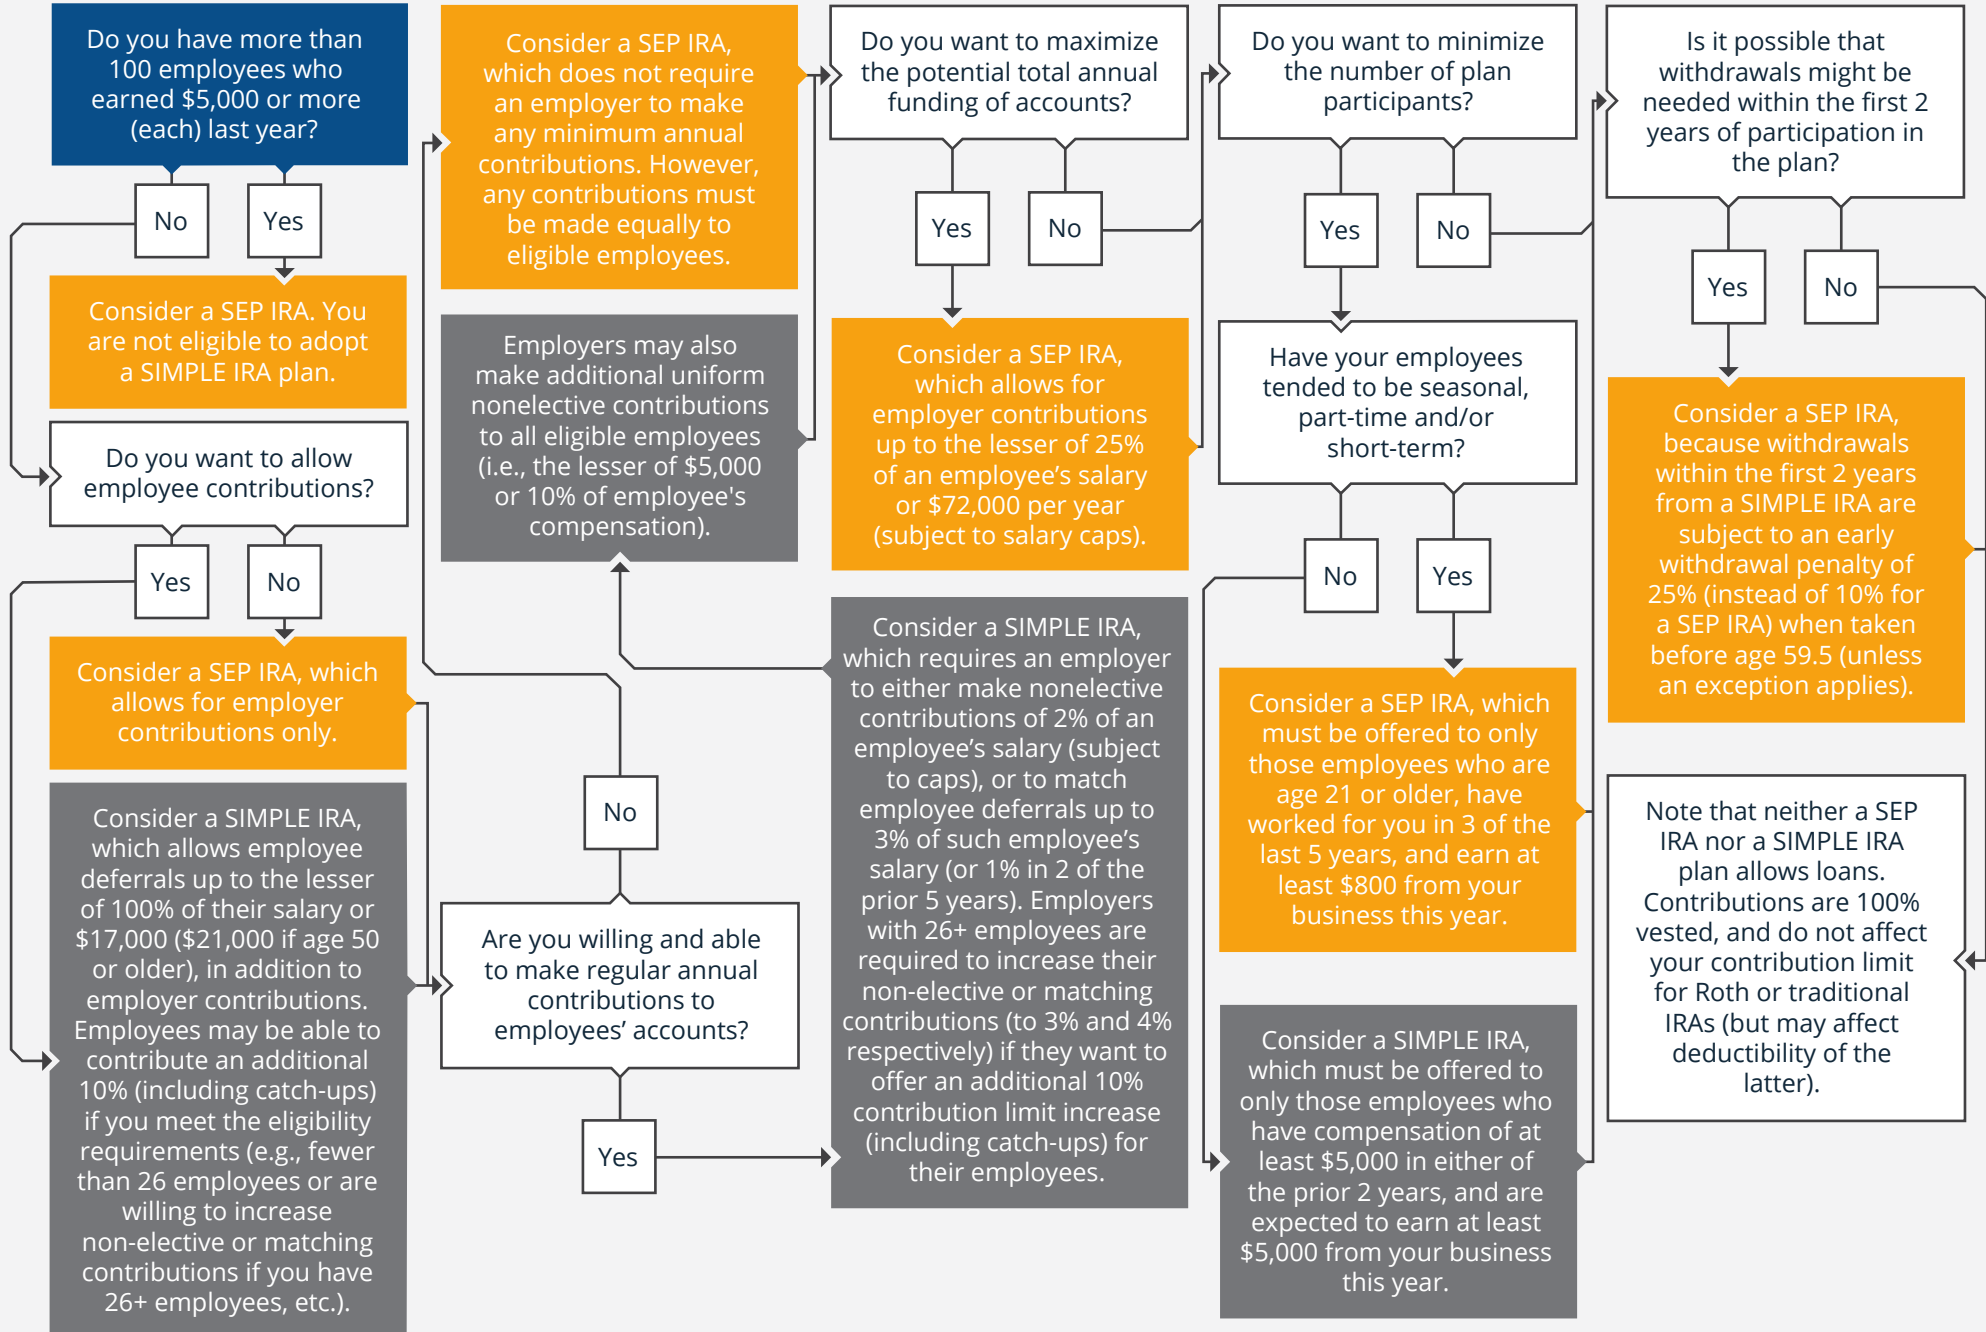 Do you have more than
100 employees who
earned $5,000 or more
(each) last year?
No
Yes
Consider a SEP IRA. You
are not eligible to adopt
a SIMPLE IRA plan.
Do you want to allow
employee contributions?
Yes
No
Consider a SEP IRA, which
allows for employer
contributions only.
Consider a SIMPLE IRA,
which allows employee
deferrals up to the lesser
of 100% of their salary or
$17,000 ($21,000 if age 50
or older), in addition to
employer contributions.
Employees may be able to
contribute an additional
10% (including catch-ups)
if you meet the eligibility
requirements (e.g., fewer
than 26 employees or are
willing to increase
non-elective or matching
contributions if you have
26+ employees, etc.).
Consider a SEP IRA,
which does not require
an employer to make
any minimum annual
contributions. However,
any contributions must
be made equally to
eligible employees.
Employers may also
make additional uniform
nonelective contributions
to all eligible employees
(i.e., the lesser of $5,000
or 10% of employee's
compensation).
No
Are you willing and able
to make regular annual
contributions to
employees’ accounts?
Yes
Do you want to maximize
the potential total annual
funding of accounts?
Yes
No
Consider a SEP IRA,
which allows for
employer contributions
up to the lesser of 25%
of an employee’s salary
or $72,000 per year
(subject to salary caps).
Consider a SIMPLE IRA,
which requires an employer
to either make nonelective
contributions of 2% of an
employee’s salary (subject
to caps), or to match
employee deferrals up to
3% of such employee’s
salary (or 1% in 2 of the
prior 5 years). Employers
with 26+ employees are
required to increase their
non-elective or matching
contributions (to 3% and 4%
respectively) if they want to
offer an additional 10%
contribution limit increase
(including catch-ups) for
their employees.
Do you want to minimize
the number of plan
participants?
Yes
No
Have your employees
tended to be seasonal,
part-time and/or
short-term?
No
Yes
Consider a SEP IRA, which
must be offered to only
those employees who are
age 21 or older, have
worked for you in 3 of the
last 5 years, and earn at
least $800 from your
business this year.
Consider a SIMPLE IRA,
which must be offered to
only those employees who
have compensation of at
least $5,000 in either of
the prior 2 years, and are
expected to earn at least
$5,000 from your business
this year.
Is it possible that
withdrawals might be
needed within the first 2
years of participation in
the plan?
Yes
No
Consider a SEP IRA,
because withdrawals
within the first 2 years
from a SIMPLE IRA are
subject to an early
withdrawal penalty of
25% (instead of 10% for
a SEP IRA) when taken
before age 59.5 (unless
an exception applies).
Note that neither a SEP
IRA nor a SIMPLE IRA
plan allows loans.
Contributions are 100%
vested, and do not affect
your contribution limit
for Roth or traditional
IRAs (but may affect
deductibility of the
latter).